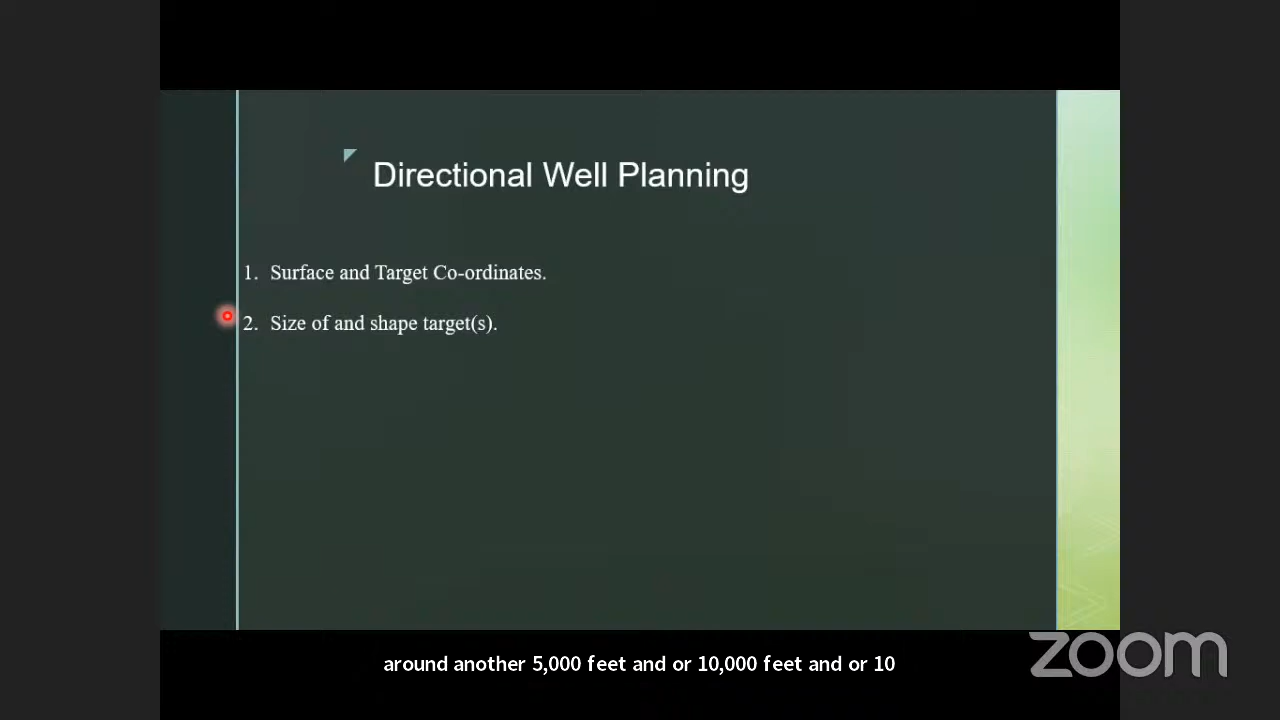 Directional Well Planning
1. Surface and Target Co-ordinates.
2. Size of and shape target(s).
around another 5,000 feet and or 10,000 feet and or 10
zoom